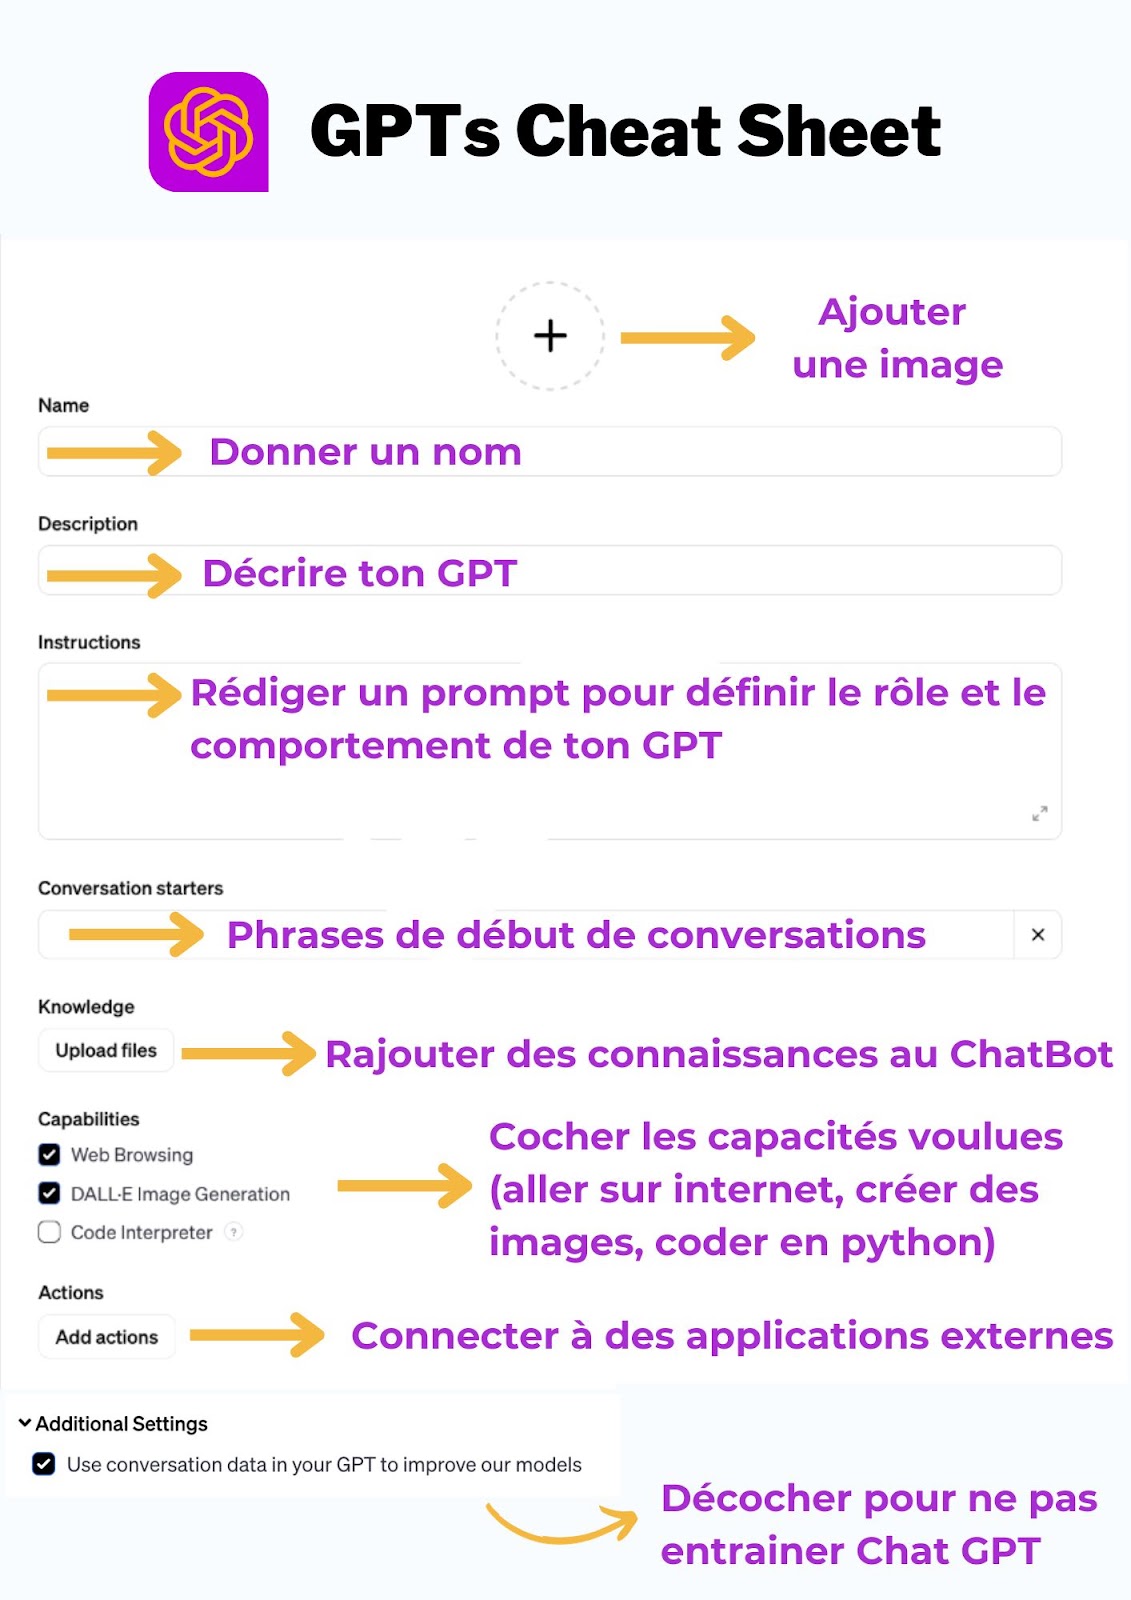 GPTs Cheat Sheet
Ajouter
une image
Name
Donner un nom
Description
Décrire ton GPT
Instructions
Rédiger un prompt pour définir le rôle et le
comportement de ton GPT
Conversation starters
Phrases de début de conversations
Knowledge
Upload files
Rajouter des connaissances au ChatBot
Capabilities
Web Browsing
DALL·E Image Generation
Code Interpreter ?
Cocher les capacités voulues
(aller sur internet, créer des
images, coder en python)
Actions
Add actions
Connecter à des applications externes
Additional Settings
Use conversation data in your GPT to improve our models
Décocher pour ne pas
entrainer Chat GPT